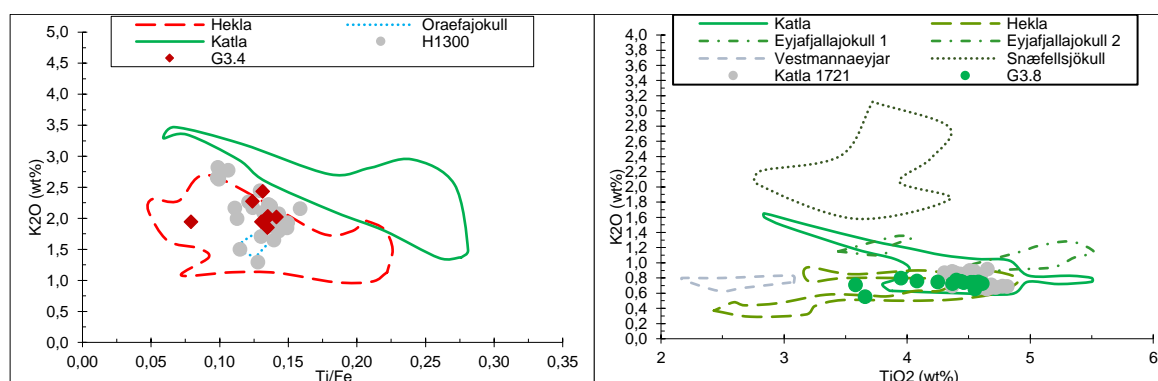 Hekla Oraefajokull
Katla H1300
G3.4
5,0
4,5
4,0
3,5
3,0
2,5
2,0
1,5
1,0
0,5
0,0
K2O (wt%)
0,00 0,05 0,10 0,15 0,20 0,25 0,30 0,35
Ti/Fe
Katla Hekla
Eyjafjallajokull 1 Eyjafjallajokull 2
Vestmannaeyjar Snæfellsjökull
Katla 1721 G3.8
4,0
3,8
3,6
3,4
3,2
3,0
2,8
2,6
2,4
2,2
2,0
1,8
1,6
1,4
1,2
1,0
0,8
0,6
0,4
0,2
0,0
K2O (wt%)
2 3 4 5 6
TiO2 (wt%)